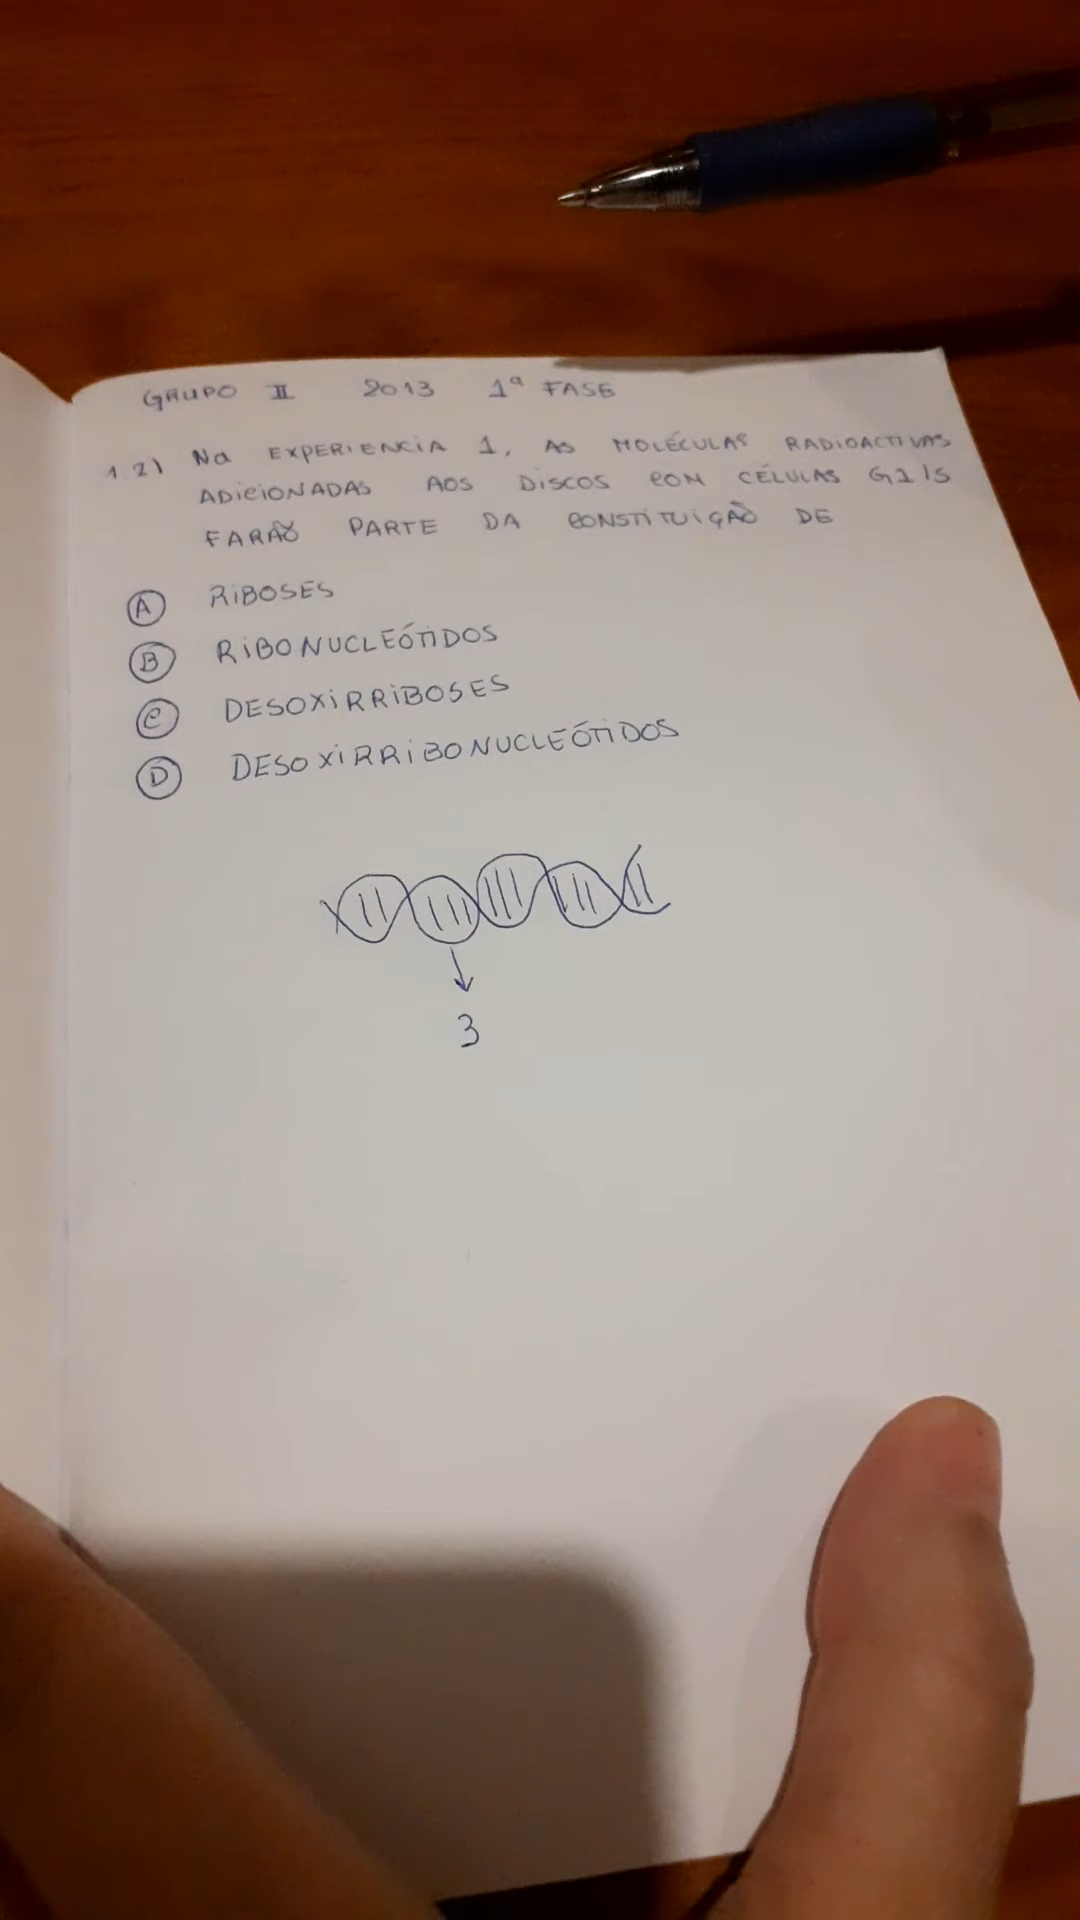 GRUPO II 2013 1ª FASE
1.2) Na EXPERIENCIA 1, AS MOLÉCULAS RADIOACTIVAS
ADICIONADAS AOS DISCOS COM CÉLULAS G1/S
FARÃO PARTE DA CONSTITUIÇÃO DE
A RIBOSES
B RIBONUCLEÓTIDOS
C DESOXIRRIBOSES
D DESOXIRRIBONUCLEÓTIDOS
3